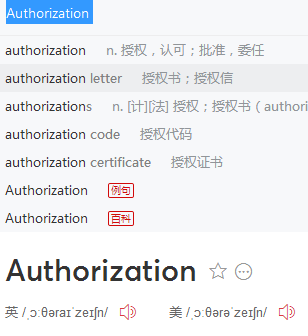 Authorization
authorization n. 授权，认可；批准，委任
authorization letter 授权书；授权信
authorizations n. [计][法] 授权；授权书（authori
authorization code 授权代码
authorization certificate 授权证书
Authorization 例句
Authorization 百科
Authorization
英 /ˌɔːθəraɪˈzeɪʃn/ 美 /ˌɔːθərəˈzeɪʃn/